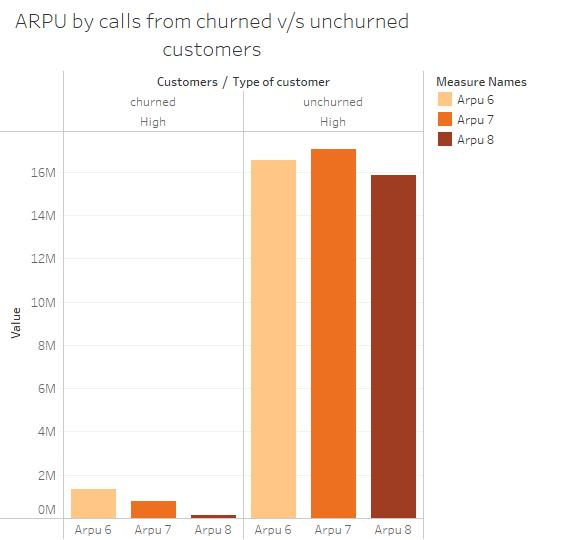 ARPU by calls from churned v/s unchurned
customers
Customers / Type of customer
churned
unchurned
High
High
Measure Names
Arpu 6
Arpu 7
Arpu 8
Value
16M
14M
12M
10M
8M
6M
4M
2M
0M
Arpu 6 Arpu 7 Arpu 8 Arpu 6 Arpu 7 Arpu 8